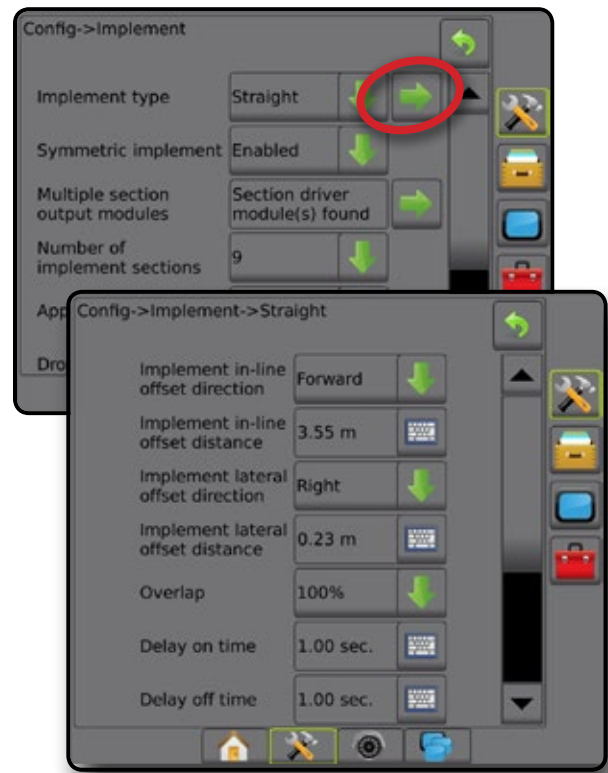 Config->Implement
Implement type
Straight
Symmetric implement
Enabled
Multiple section
output modules
Section driver
module(s) found
Number of
implement sections
9
App
Dro
Config->Implement->Straight
Implement in-line
offset direction
Forward
Implement in-line
offset distance
3.55 m
Implement lateral
offset direction
Right
Implement lateral
offset distance
0.23 m
Overlap
100%
Delay on time
1.00 sec.
Delay off time
1.00 sec.